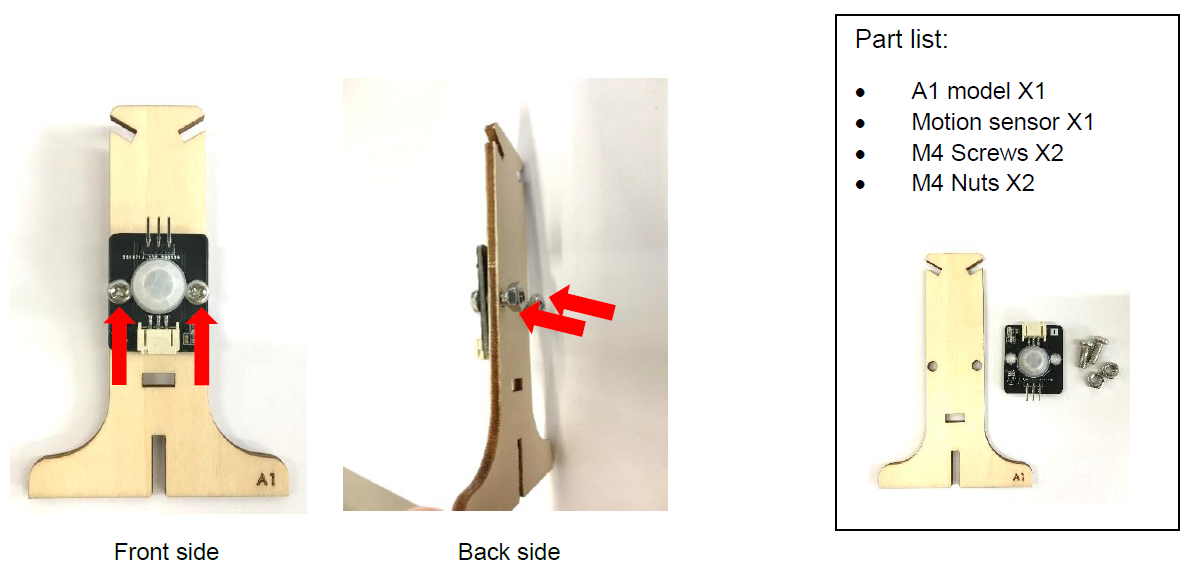 Part list:
• A1 model X1
• Motion sensor X1
• M4 Screws X2
• M4 Nuts X2
A1
A1
Front side
Back side